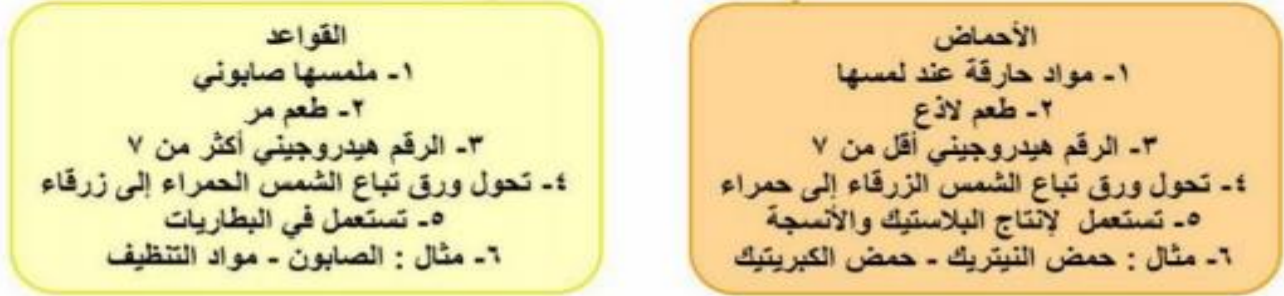 الأحماض
١- مواد حارقة عند لمسها
٢- طعم لاذع
٣- الرقم هيدروجيني أقل من ٧
٤- تحول ورق تباع الشمس الزرقاء إلى حمراء
٥- تستعمل لإنتاج البلاستيك والأنسجة
٦- مثال : حمض النيتريك - حمض الكبريتيك
القواعد
١- ملمسها صابوني
٢- طعم مر
٣- الرقم هيدروجيني أكثر من ٧
٤- تحول ورق تباع الشمس الحمراء إلى زرقاء
٥- تستعمل في البطاريات
٦- مثال : الصابون - مواد التنظيف